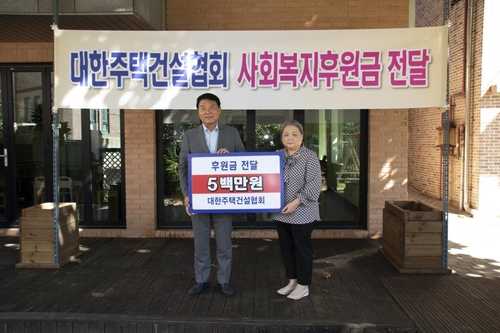 대한주택건설협회 사회복지후원금 전달
후원금 전달
5백만원
대한주택건설협회